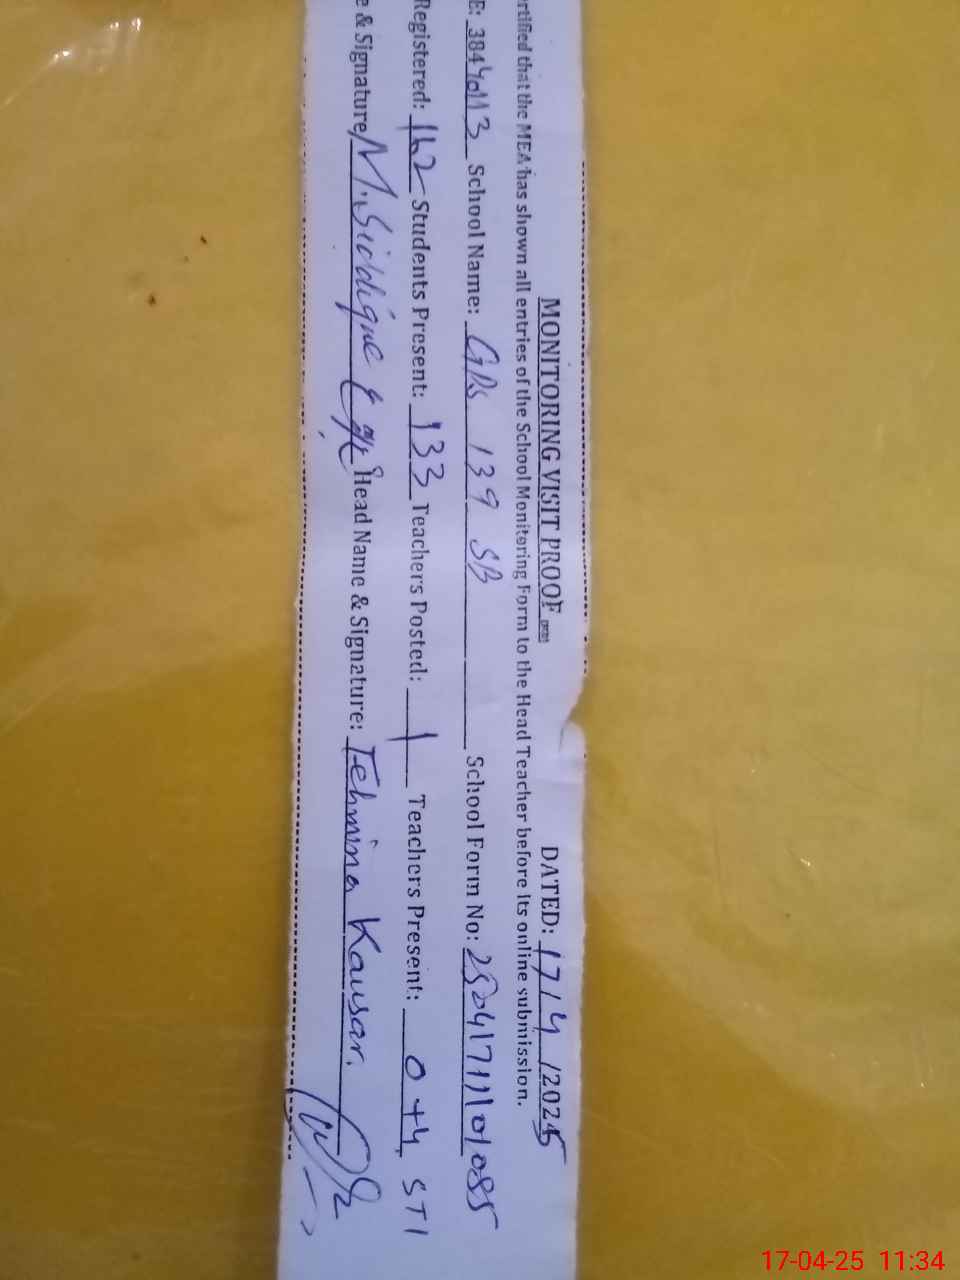 MONITORING VISIT PROOF DATED: 17/4/2025
rtified that the MEA has shown all entries of the School Monitoring Form to the Head Teacher before its online submission.
E: 38440113 School Name: GPS 139 SB School Form No:
Registered: 162 Students Present: 133 Teachers Posted: 1 Teachers Present: 0+4 STI
e & Signature M. Siddique Head Name & Signature: Tehmina Kausar.
17-04-25 11:34